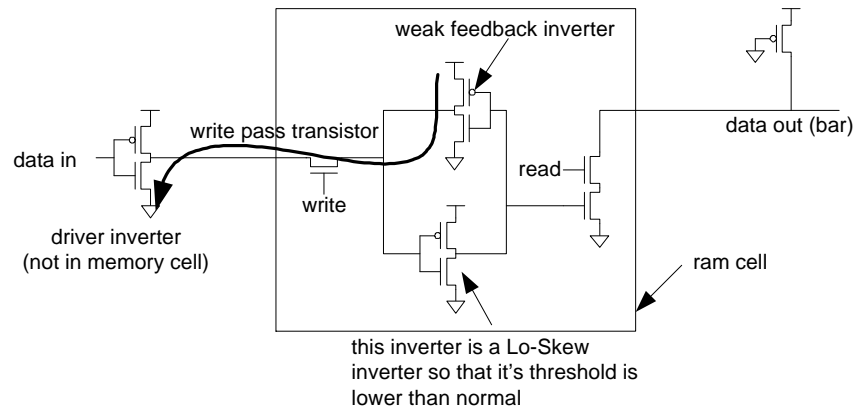 weak feedback inverter
write pass transistor
data in
data out (bar)
read
write
driver inverter
(not in memory cell)
ram cell
this inverter is a Lo-Skew
inverter so that it's threshold is
lower than normal